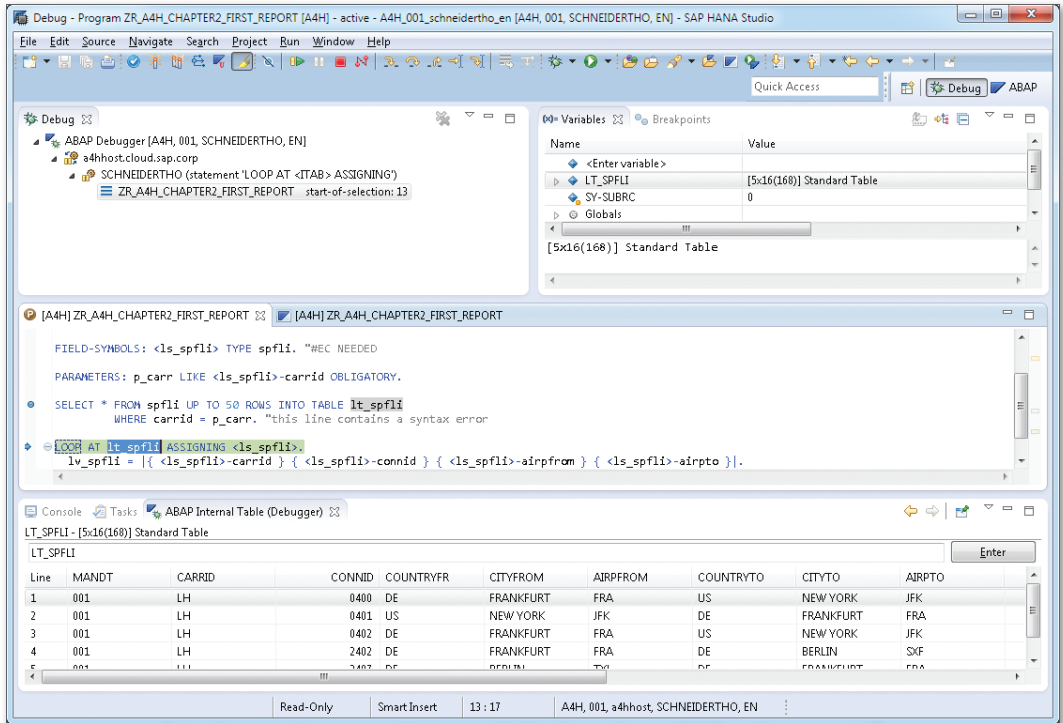 Debug - Program ZR_A4H_CHAPTER2_FIRST_REPORT [A4H] - active - A4H_001_schneidertho_en [A4H, 001, SCHNEIDERTHO, EN] - SAP HANA Studio
File Edit Source Navigate Search Project Run Window Help
Quick Access
Debug ABAP
Debug
ABAP Debugger [A4H, 001, SCHNEIDERTHO, EN]
a4hhost.cloud.sap.corp
SCHNEIDERTHO (statement 'LOOP AT <ITAB> ASSIGNING')
ZR_A4H_CHAPTER2_FIRST_REPORT start-of-selection: 13
(x)= Variables Breakpoints
Name Value
<Enter variable>
LT_SPFLI [5x16(168)] Standard Table
SY-SUBRC 0
Globals
[5x16(168)] Standard Table
[A4H] ZR_A4H_CHAPTER2_FIRST_REPORT [A4H] ZR_A4H_CHAPTER2_FIRST_REPORT
FIELD-SYMBOLS: <ls_spfli> TYPE spfli. "#EC NEEDED
PARAMETERS: p_carr LIKE <ls_spfli>-carrid OBLIGATORY.
SELECT * FROM spfli UP TO 50 ROWS INTO TABLE lt_spfli
WHERE carrid = p_carr. "this line contains a syntax error
LOOP AT lt_spfli ASSIGNING <ls_spfli>.
lv_spfli = |{ <ls_spfli>-carrid } { <ls_spfli>-connid } { <ls_spfli>-airpfrom } { <ls_spfli>-airpto }|.
Console Tasks ABAP Internal Table (Debugger)
LT_SPFLI - [5x16(168)] Standard Table
LT_SPFLI Enter
Line MANDT CARRID CONNID COUNTRYFR CITYFROM AIRPFROM COUNTRYTO CITYTO AIRPTO
1 001 LH 0400 DE FRANKFURT FRA US NEW YORK JFK
2 001 LH 0401 US NEW YORK JFK DE FRANKFURT FRA
3 001 LH 0402 DE FRANKFURT FRA US NEW YORK JFK
4 001 LH 2402 DE FRANKFURT FRA DE BERLIN SXF
5 001 LH 2407 DE BERLIN TXL DE FRANKFURT FRA
Read-Only Smart Insert 13 : 17 A4H, 001, a4hhost, SCHNEIDERTHO, EN